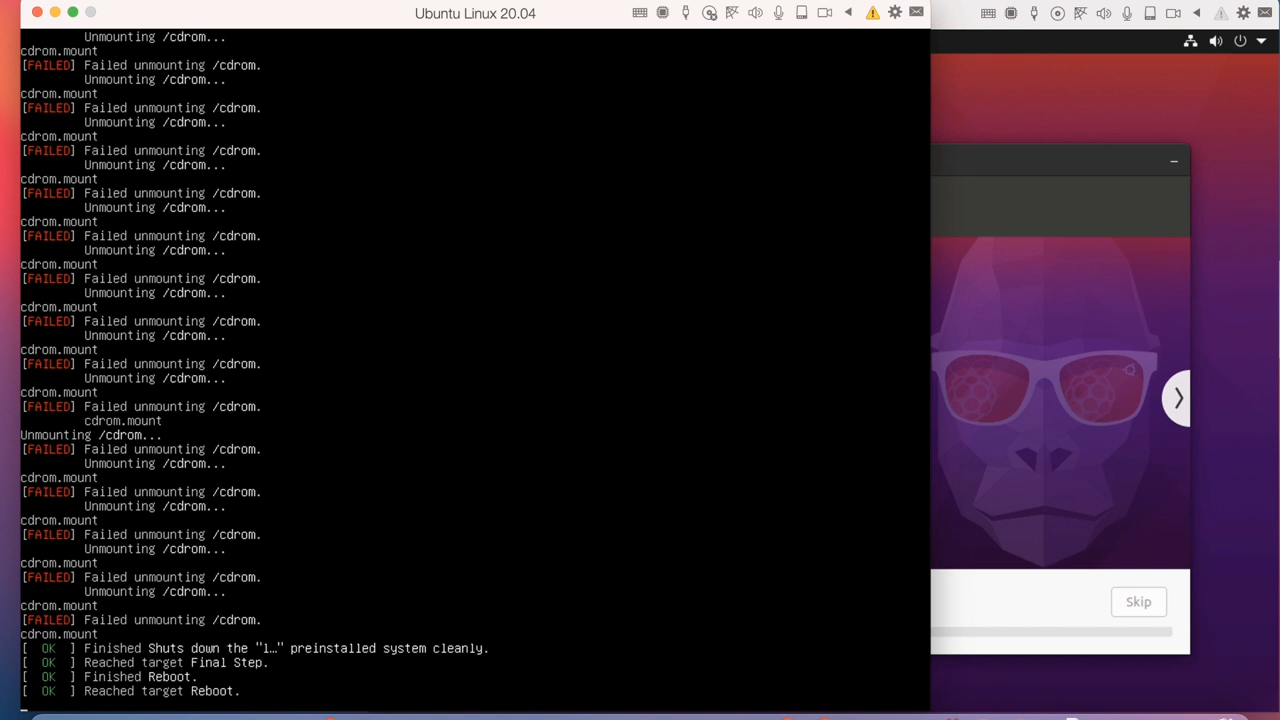 Ubuntu Linux 20.04
Unmounting /cdrom...
cdrom.mount
[FAILED] Failed unmounting /cdrom.
Unmounting /cdrom...
cdrom.mount
[FAILED] Failed unmounting /cdrom.
Unmounting /cdrom...
cdrom.mount
[FAILED] Failed unmounting /cdrom.
Unmounting /cdrom...
cdrom.mount
[FAILED] Failed unmounting /cdrom.
Unmounting /cdrom...
cdrom.mount
[FAILED] Failed unmounting /cdrom.
Unmounting /cdrom...
cdrom.mount
[FAILED] Failed unmounting /cdrom.
Unmounting /cdrom...
cdrom.mount
[FAILED] Failed unmounting /cdrom.
Unmounting /cdrom...
cdrom.mount
[FAILED] Failed unmounting /cdrom.
Unmounting /cdrom...
cdrom.mount
[FAILED] Failed unmounting /cdrom.
cdrom.mount
Unmounting /cdrom...
[FAILED] Failed unmounting /cdrom.
Unmounting /cdrom...
cdrom.mount
[FAILED] Failed unmounting /cdrom.
Unmounting /cdrom...
cdrom.mount
[FAILED] Failed unmounting /cdrom.
Unmounting /cdrom...
cdrom.mount
[FAILED] Failed unmounting /cdrom.
Unmounting /cdrom...
cdrom.mount
[FAILED] Failed unmounting /cdrom.
cdrom.mount
[  OK  ] Finished Shuts down the "l…" preinstalled system cleanly.
[  OK  ] Reached target Final Step.
[  OK  ] Finished Reboot.
[  OK  ] Reached target Reboot.
Skip